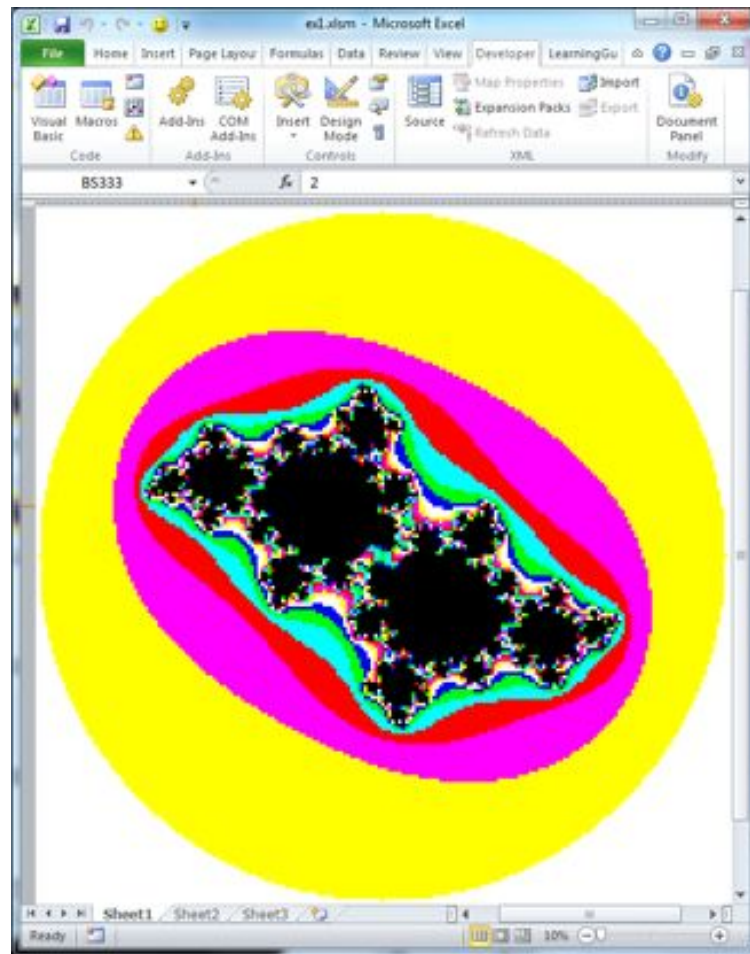 ex1.xlsm - Microsoft Excel
File Home Insert Page Layou Formulas Data Review View Developer LearningGu
Visual Basic Macros Add-Ins COM Add-Ins Insert Design Mode Source Map Properties Import
Expansion Packs Export
Refresh Data
Document Panel
Code Add-Ins Controls XML Modify
BS333 fx 2
Sheet1 Sheet2 Sheet3
Ready 10%